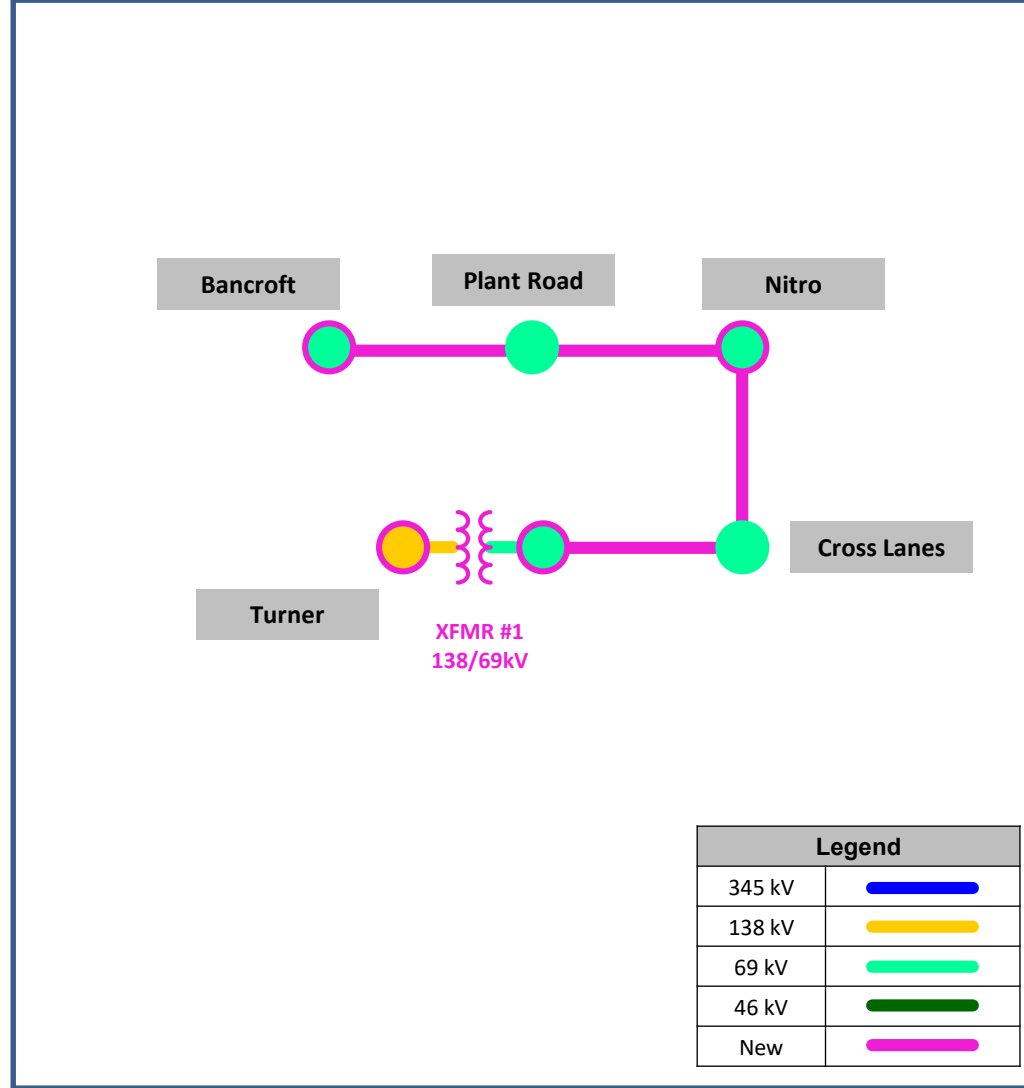 Bancroft
Plant Road
Nitro
Cross Lanes
Turner
XFMR #1
138/69kV
Legend
345 kV
138 kV
69 kV
46 kV
New